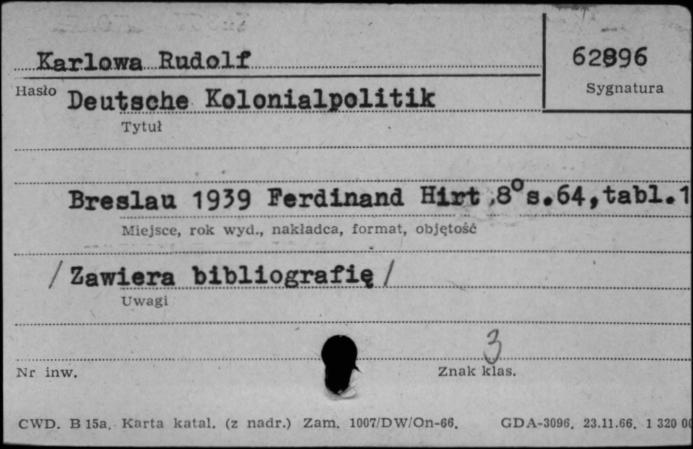 Karlowa Rudolf
62896
Hasło
Sygnatura
Deutsche Kolonialpolitik
Tytuł
Breslau 1939 Ferdinand Hirt ,8° s.64,tabl.1
Miejsce, rok wyd., nakładca, format, objętość
/ Zawiera bibliografię /
Uwagi
3
Nr inw.
Znak klas.
CWD. B 15a. Karta katal. (z nadr.) Zam. 1007/DW/On-66. GDA-3096. 23.11.66. 1 320 00